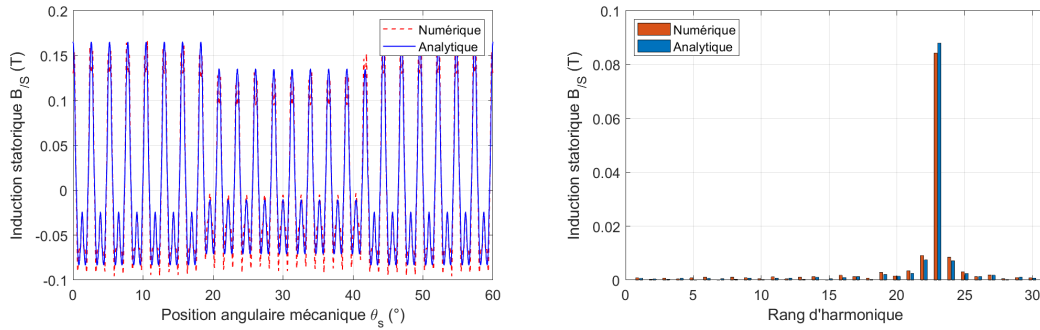 Induction statorique B/S (T)
0.2
0.15
0.1
0.05
0
-0.05
-0.1
Numérique
Analytique
0 10 20 30 40 50 60
Position angulaire mécanique θs (°)
Induction statorique B/S (T)
0.1
0.08
0.06
0.04
0.02
0
Numérique
Analytique
0 5 10 15 20 25 30
Rang d'harmonique